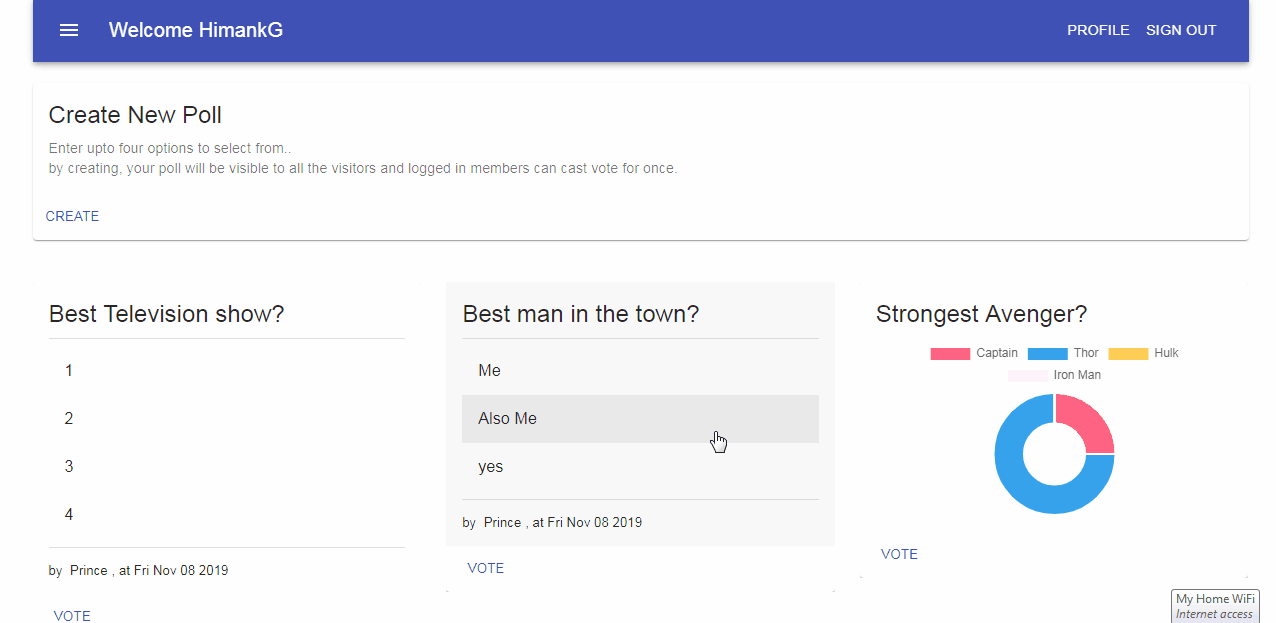 Welcome HimankG
PROFILE SIGN OUT
Create New Poll
Enter upto four options to select from..
by creating, your poll will be visible to all the visitors and logged in members can cast vote for once.
CREATE
Best Television show?
1
2
3
4
by Prince , at Fri Nov 08 2019
VOTE
Best man in the town?
Me
Also Me
yes
by Prince , at Fri Nov 08 2019
VOTE
Strongest Avenger?
Captain Thor Hulk
Iron Man
VOTE
My Home WiFi
Internet access